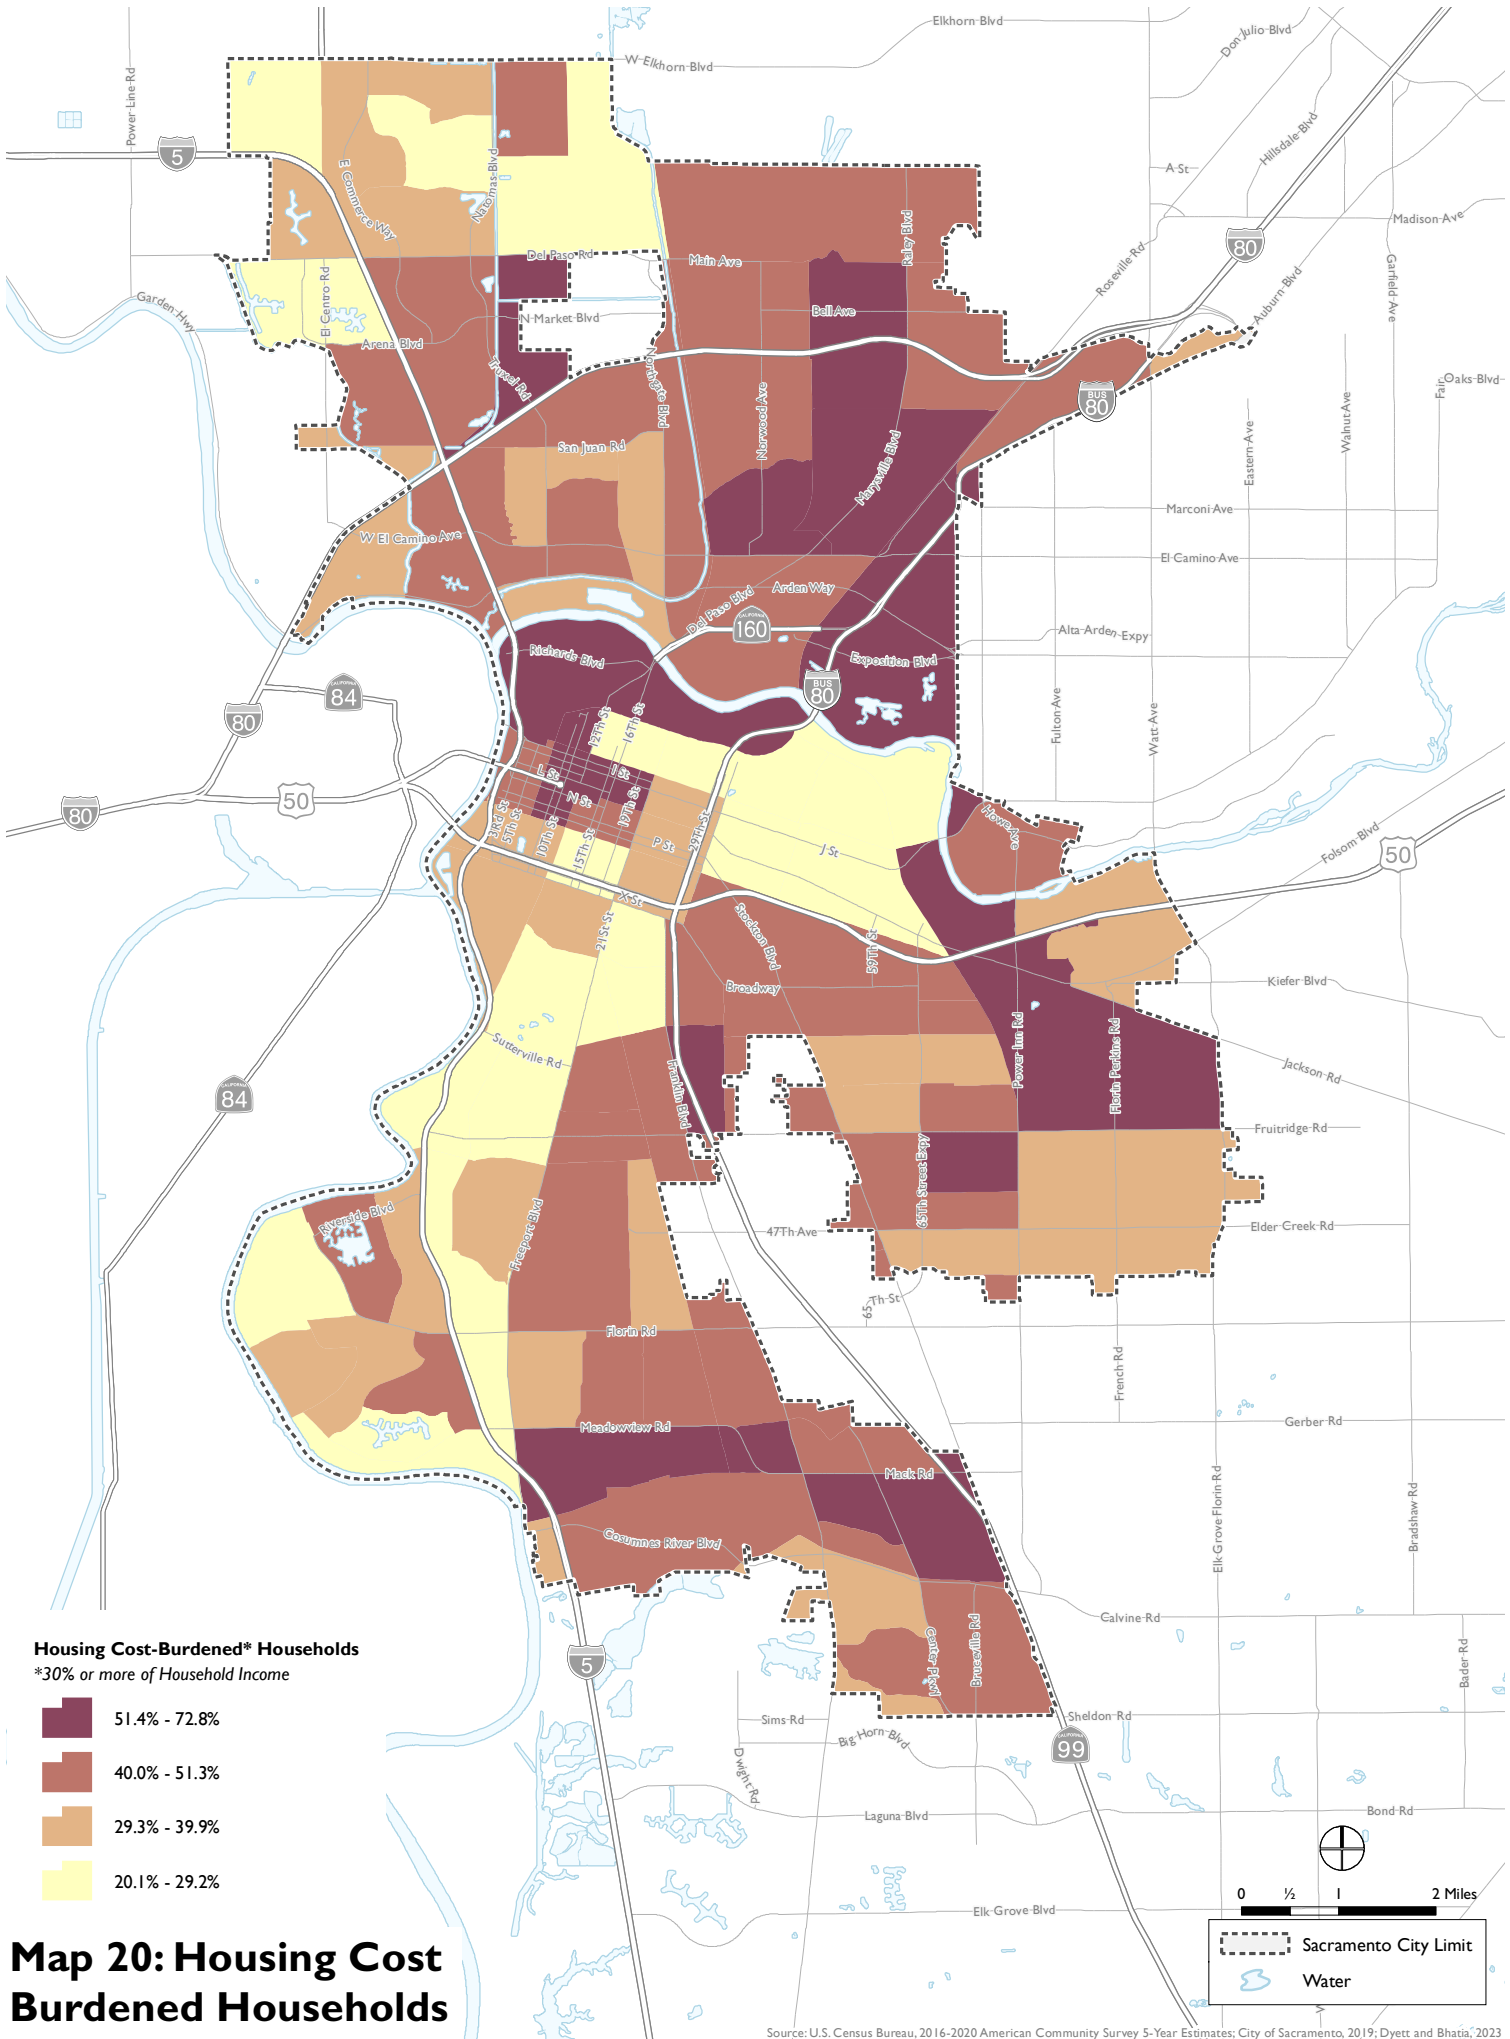 Elkhorn Blvd
Don Julio Blvd
W Elkhorn Blvd
Power Line Rd
Hillsdale Blvd
5
A St
E Commerce Way
Natomas Blvd
Madison Ave
Raley Blvd
80
Roseville Rd
Garfield Ave
Del Paso Rd
Main Ave
El Centro Rd
Auburn Blvd
Garden Hwy
N Market Blvd
Bell Ave
Arena Blvd
Truxel Rd
Northgate Blvd
Norwood Ave
BUS
80
Fair Oaks Blvd
Walnut Ave
Eastern Ave
San Juan Rd
Marysville Blvd
Marconi Ave
W El Camino Ave
El Camino Ave
Arden Way
Del Paso Blvd
CALIFORNIA
160
Alta Arden Expy
Richards Blvd
Exposition Blvd
CALIFORNIA
84
BUS
80
80
Fulton Ave
Watt Ave
12Th St
16Th St
L St
I St
N St
50
80
3Rd St
5Th St
10Th St
15Th St
19Th St
P St
29Th St
J St
Howe Ave
Folsom Blvd
50
X St
21St St
Stockton Blvd
59Th St
Broadway
Kiefer Blvd
Sutterville Rd
Franklin Blvd
Power Inn Rd
Florin Perkins Rd
Jackson Rd
CALIFORNIA
84
Fruitridge Rd
65Th Street Expy
Riverside Blvd
Freeport Blvd
47Th Ave
Elder Creek Rd
65Th St
Florin Rd
French Rd
Meadowview Rd
Gerber Rd
Mack Rd
Elk Grove Florin Rd
Bradshaw Rd
Cosumnes River Blvd
Calvine Rd
Center Pkwy
Bruceville Rd
Bader Rd
5
Sims Rd
Sheldon Rd
Big Horn Blvd
CALIFORNIA
99
Dwight Rd
Laguna Blvd
Bond Rd
Elk Grove Blvd
Housing Cost-Burdened* Households
*30% or more of Household Income
51.4% - 72.8%
40.0% - 51.3%
29.3% - 39.9%
20.1% - 29.2%
0 ½ 1 2 Miles
Sacramento City Limit
Water
Map 20: Housing Cost
Burdened Households
Source: U.S. Census Bureau, 2016-2020 American Community Survey 5-Year Estimates; City of Sacramento, 2019; Dyett and Bhatia, 2023